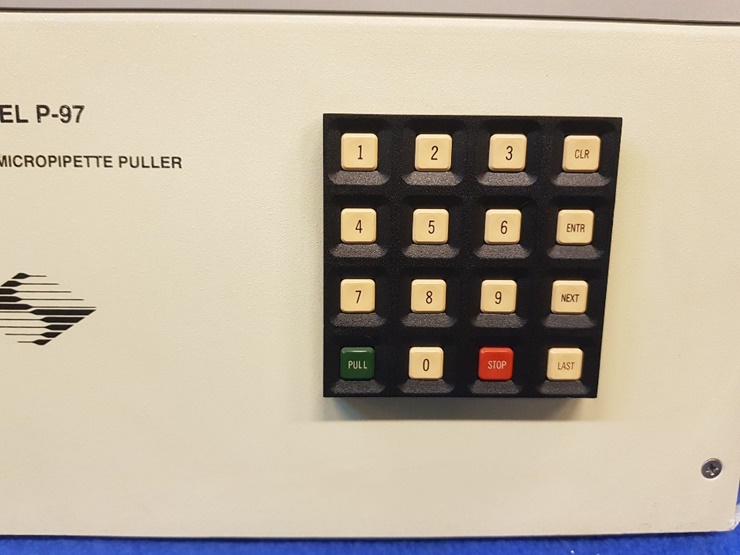 EL P-97
MICROPIPETTE PULLER
1 2 3 CLR
4 5 6 ENTR
7 8 9 NEXT
PULL 0 STOP LAST